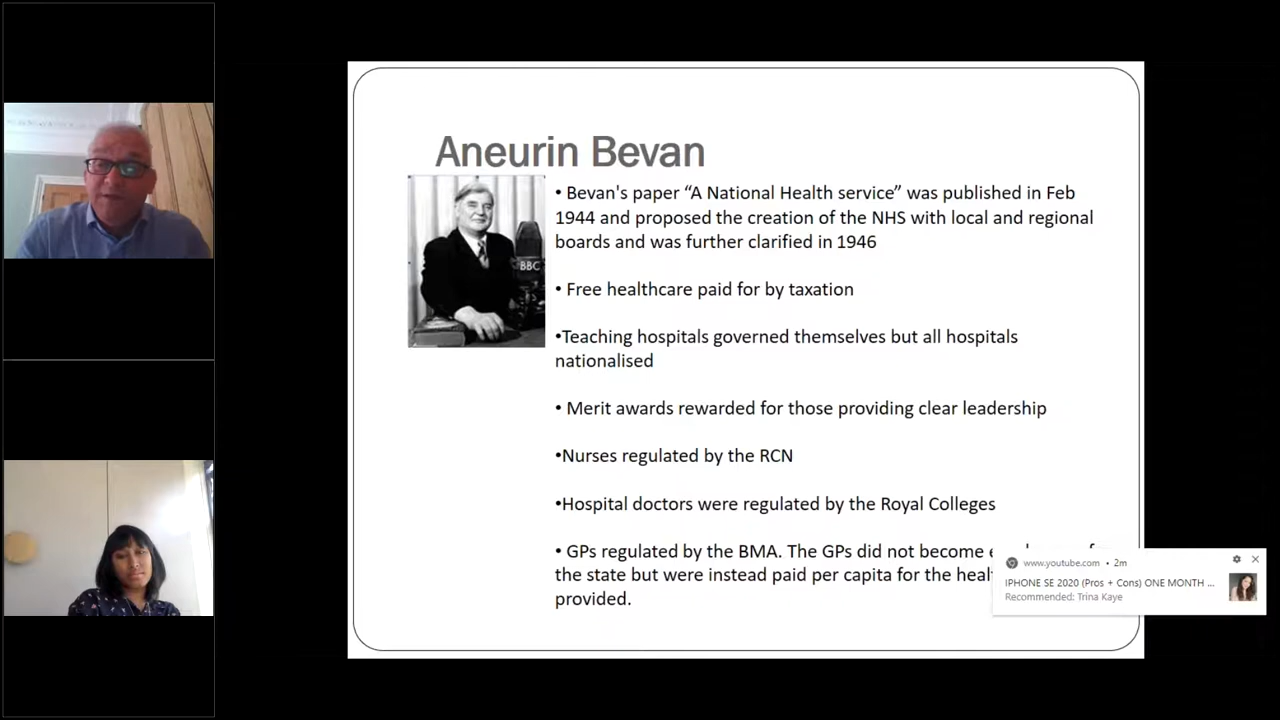 Aneurin Bevan
• Bevan's paper “A National Health service” was published in Feb
1944 and proposed the creation of the NHS with local and regional
boards and was further clarified in 1946
• Free healthcare paid for by taxation
•Teaching hospitals governed themselves but all hospitals
nationalised
• Merit awards rewarded for those providing clear leadership
•Nurses regulated by the RCN
•Hospital doctors were regulated by the Royal Colleges
• GPs regulated by the BMA. The GPs did not become
the state but were instead paid per capita for the
provided.
BBC
www.youtube.com • 2m
IPHONE SE 2020 (Pros + Cons) ONE MONTH ...
Recommended: Trina Kaye